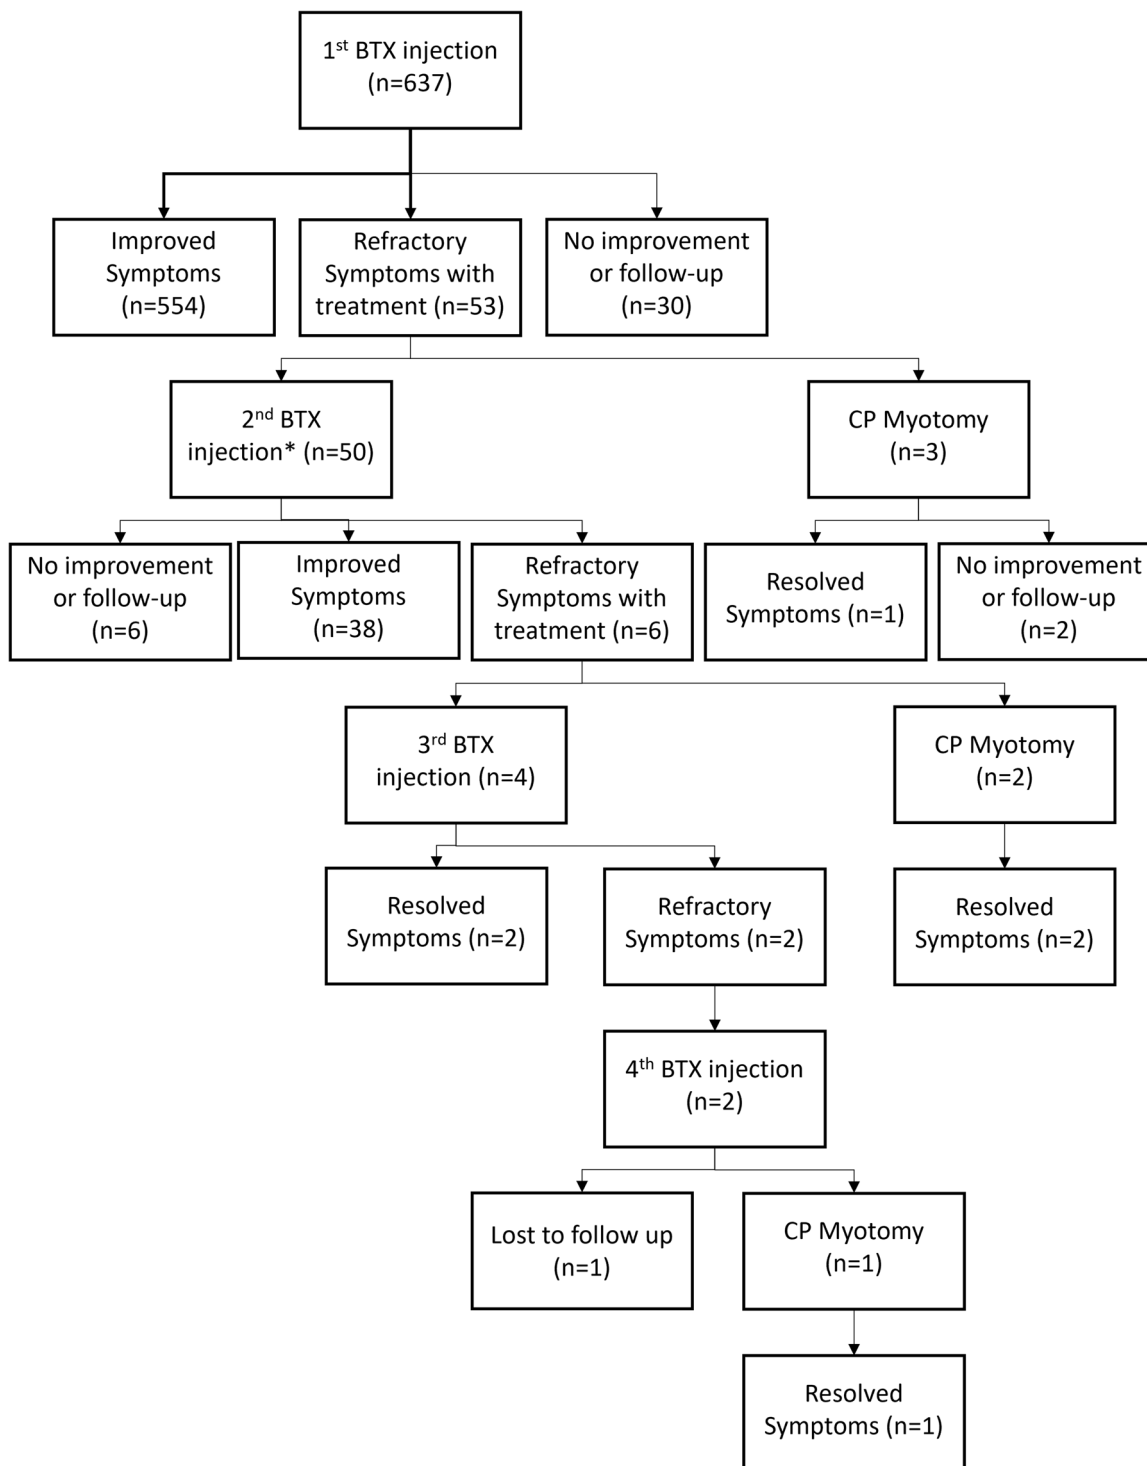 1st BTX injection
(n=637)
Improved
Symptoms
(n=554)
Refractory
Symptoms with
treatment (n=53)
No improvement
or follow-up
(n=30)
2nd BTX
injection* (n=50)
CP Myotomy
(n=3)
No improvement
or follow-up
(n=6)
Improved
Symptoms
(n=38)
Refractory
Symptoms with
treatment (n=6)
Resolved
Symptoms (n=1)
No improvement
or follow-up
(n=2)
3rd BTX
injection (n=4)
CP Myotomy
(n=2)
Resolved
Symptoms (n=2)
Refractory
Symptoms (n=2)
Resolved
Symptoms (n=2)
4th BTX injection
(n=2)
Lost to follow up
(n=1)
CP Myotomy
(n=1)
Resolved
Symptoms (n=1)